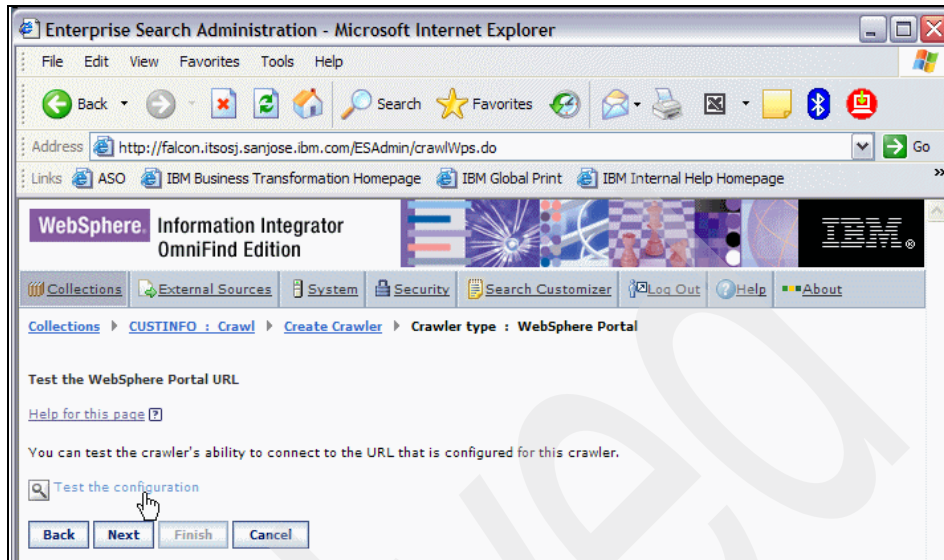 Enterprise Search Administration - Microsoft Internet Explorer
File Edit View Favorites Tools Help
Back Search Favorites
Address http://falcon.itsosj.sanjose.ibm.com/ESAdmin/crawlWps.do Go
Links ASO IBM Business Transformation Homepage IBM Global Print IBM Internal Help Homepage »
WebSphere. Information Integrator
OmniFind Edition
IBM®
Collections External Sources System Security Search Customizer Log Out Help About
Collections CUSTINFO : Crawl Create Crawler Crawler type : WebSphere Portal
Test the WebSphere Portal URL
Help for this page ?
You can test the crawler's ability to connect to the URL that is configured for this crawler.
Test the configuration
Back Next Finish Cancel